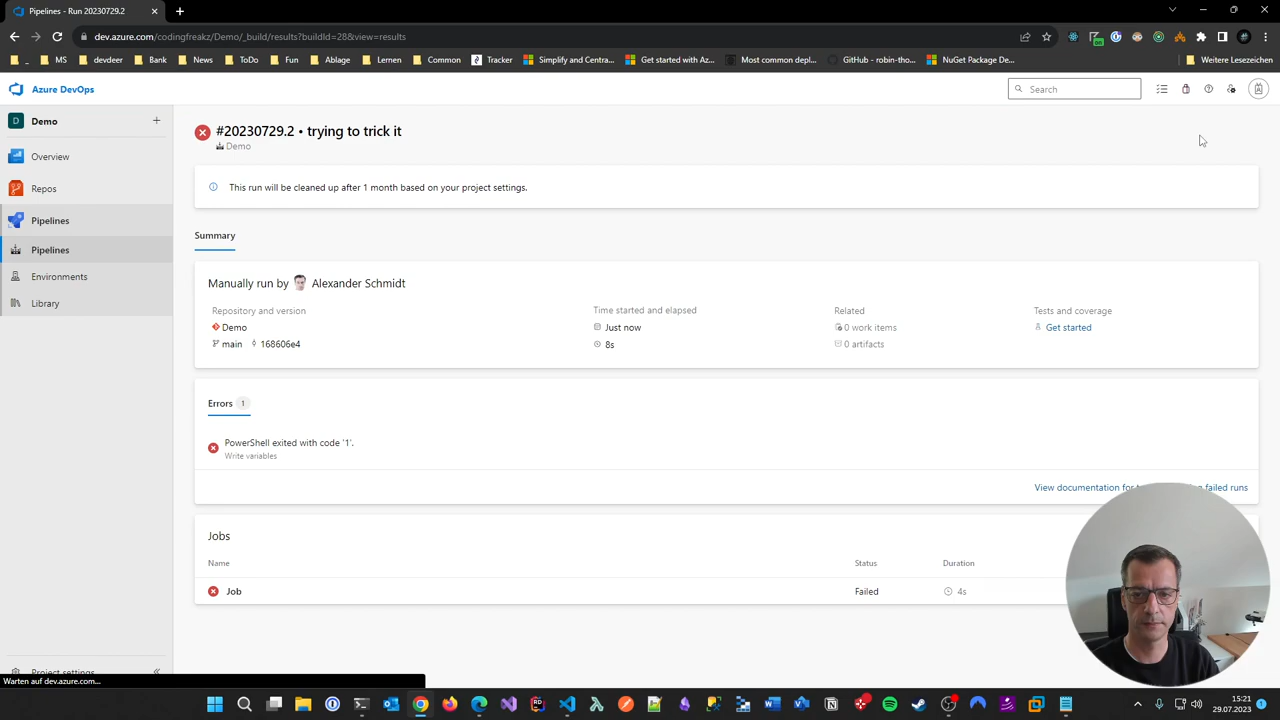 Pipelines - Run 20230729.2
dev.azure.com/codingfreakz/Demo/_build/results?buildId=28&view=results
MS
devdeer
Bank
News
ToDo
Fun
Ablage
Lernen
Common
Tracker
Simplify and Centra...
Get started with Az...
Most common depl...
GitHub - robin-tho...
NuGet Package De...
Weitere Lesezeichen
Azure DevOps
Search
D Demo
Overview
Repos
Pipelines
Pipelines
Environments
Library
Project settings
#20230729.2 • trying to trick it
Demo
This run will be cleaned up after 1 month based on your project settings.
Summary
Manually run by Alexander Schmidt
Repository and version
Demo
main 168606e4
Time started and elapsed
Just now
8s
Related
0 work items
0 artifacts
Tests and coverage
Get started
Errors 1
PowerShell exited with code '1'.
Write variables
View documentation for failed runs
Jobs
Name Status Duration
Job Failed 4s
Warten auf dev.azure.com...
15:21
29.07.2023